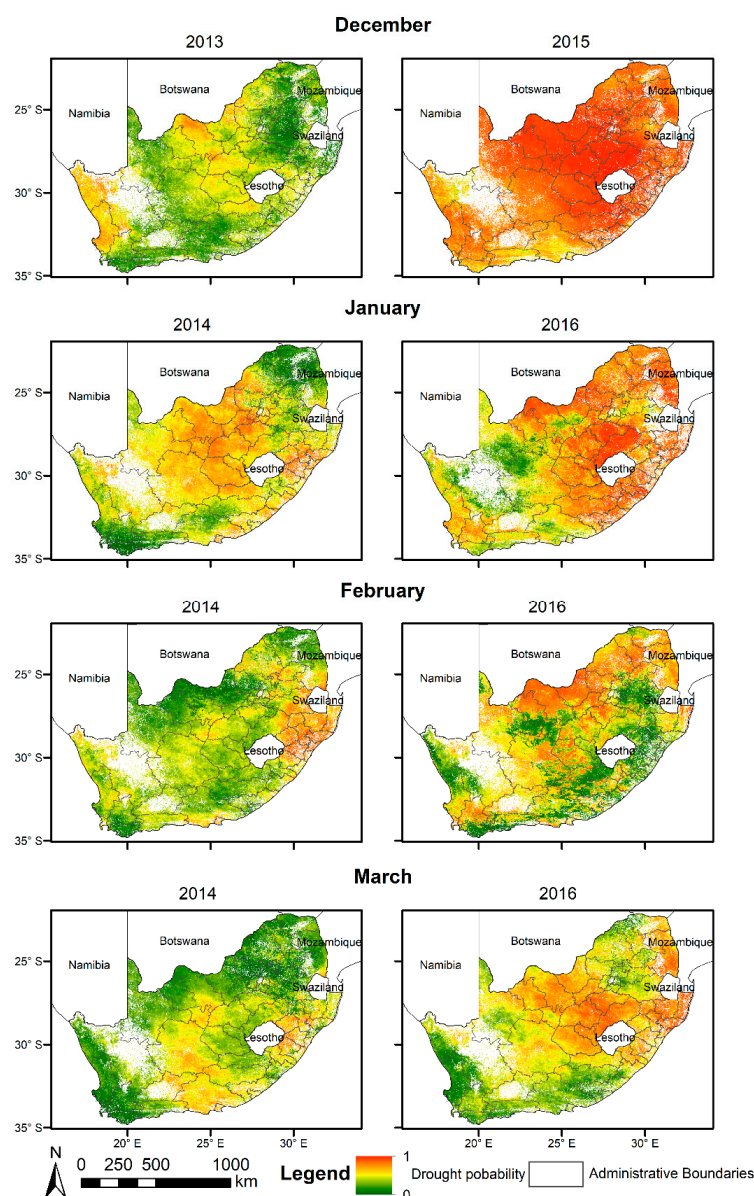 December
2013 2015
Botswana Mozambique Botswana Mozambique
25° S
Namibia Swaziland Namibia Swaziland
30° S Lesotho Lesotho
35° S
January
2014 2016
Botswana Mozambique Botswana Mozambique
25° S
Namibia Swaziland Namibia Swaziland
30° S Lesotho Lesotho
35° S
February
2014 2016
Botswana Mozambique Botswana Mozambique
25° S
Namibia Swaziland Namibia Swaziland
30° S Lesotho Lesotho
35° S
March
2014 2016
Botswana Mozambique Botswana Mozambique
25° S
Namibia Swaziland Namibia Swaziland
30° S Lesotho Lesotho
35° S
20° E 25° E 30° E 20° E 25° E 30° E
N 0 250 500 1000
km
Legend 1 Drought pobability Administrative Boundaries
0